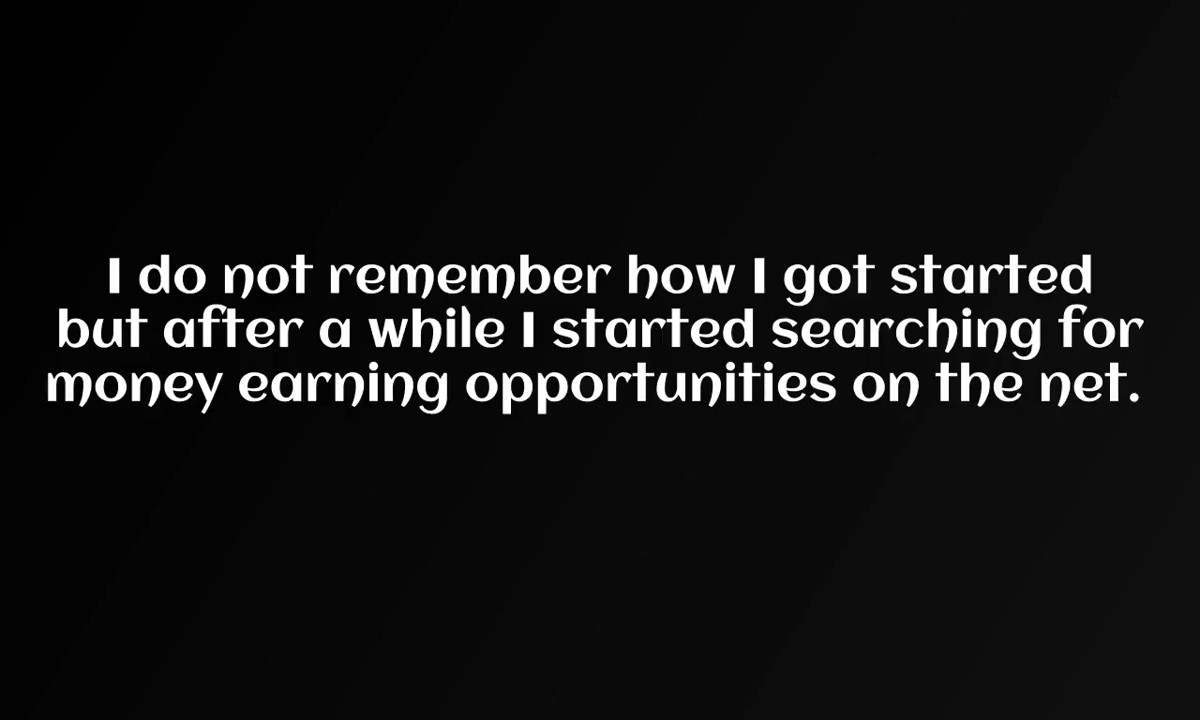 I do not remember how I got started
but after a while I started searching for
money earning opportunities on the net.